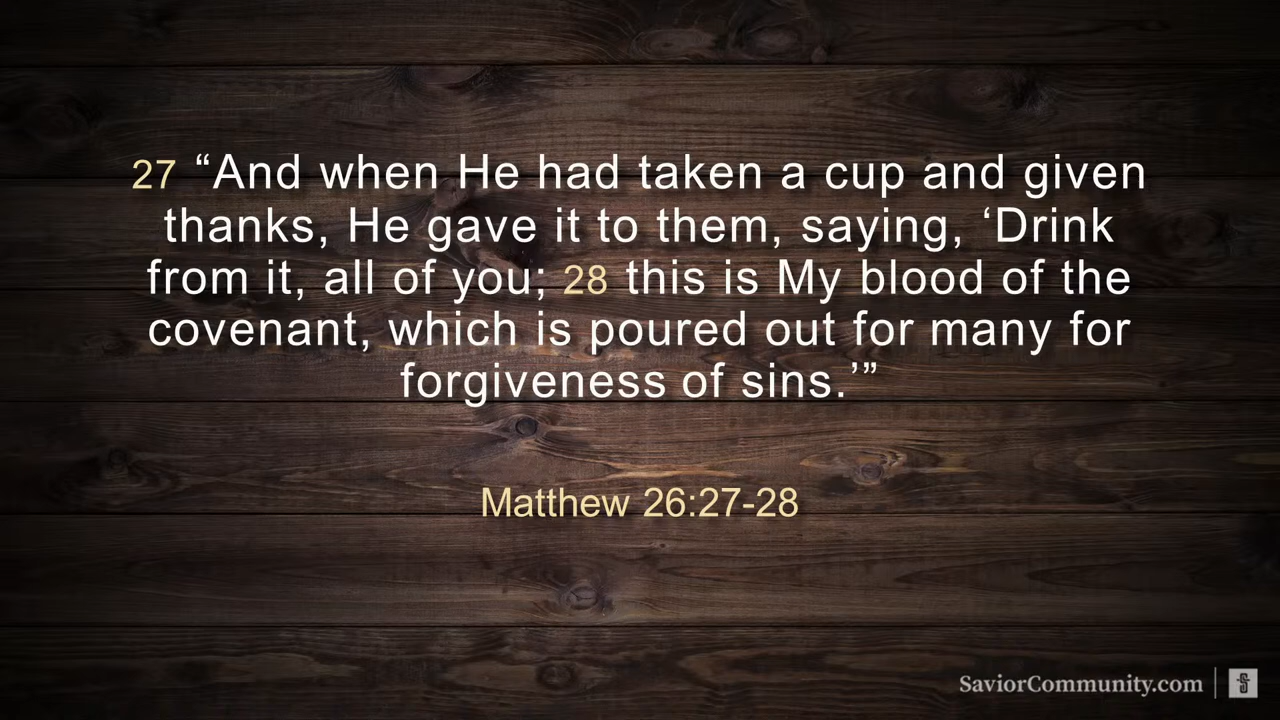 27 “And when He had taken a cup and given
thanks, He gave it to them, saying, ‘Drink
from it, all of you; 28 this is My blood of the
covenant, which is poured out for many for
forgiveness of sins.’”
Matthew 26:27-28
SaviorCommunity.com